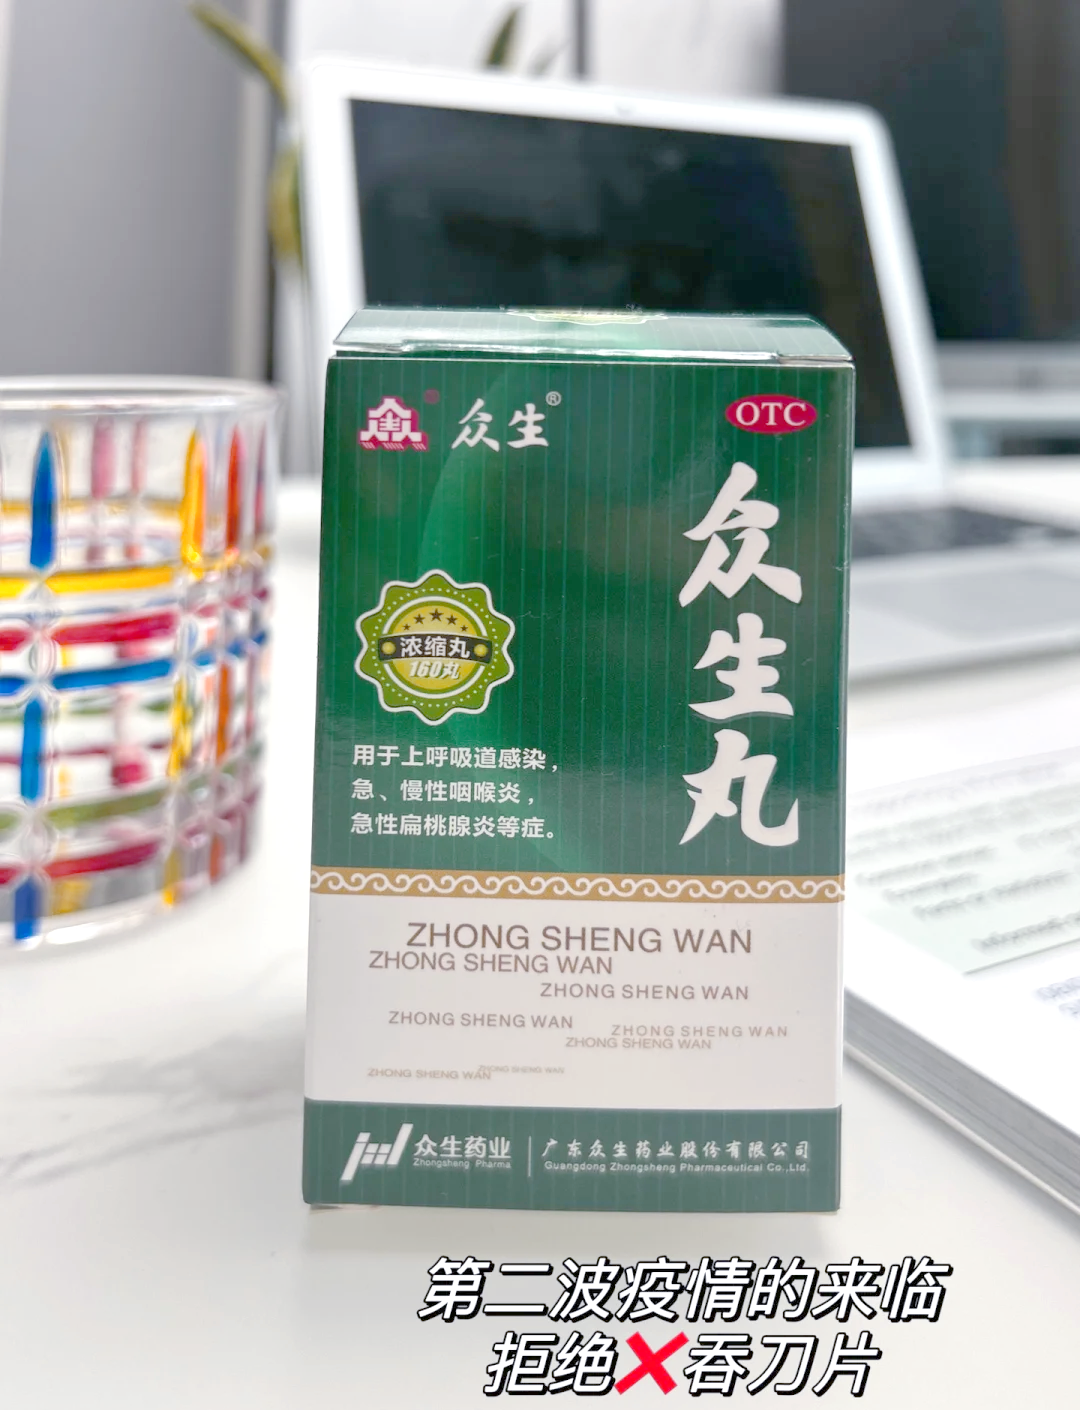 众生®
OTC
众生丸
浓缩丸
160丸
用于上呼吸道感染，
急、慢性咽喉炎，
急性扁桃腺炎等症。
ZHONG SHENG WAN
ZHONG SHENG WAN
ZHONG SHENG WAN
ZHONG SHENG WAN
ZHONG SHENG WAN
ZHONG SHENG WAN
ZHONG SHENG WAN
ZHONG SHENG WAN
众生药业
Zhongsheng Pharma
广东众生药业股份有限公司
Guangdong Zhongsheng Pharmaceutical Co.,Ltd.
第二波疫情的来临
拒绝❌吞刀片